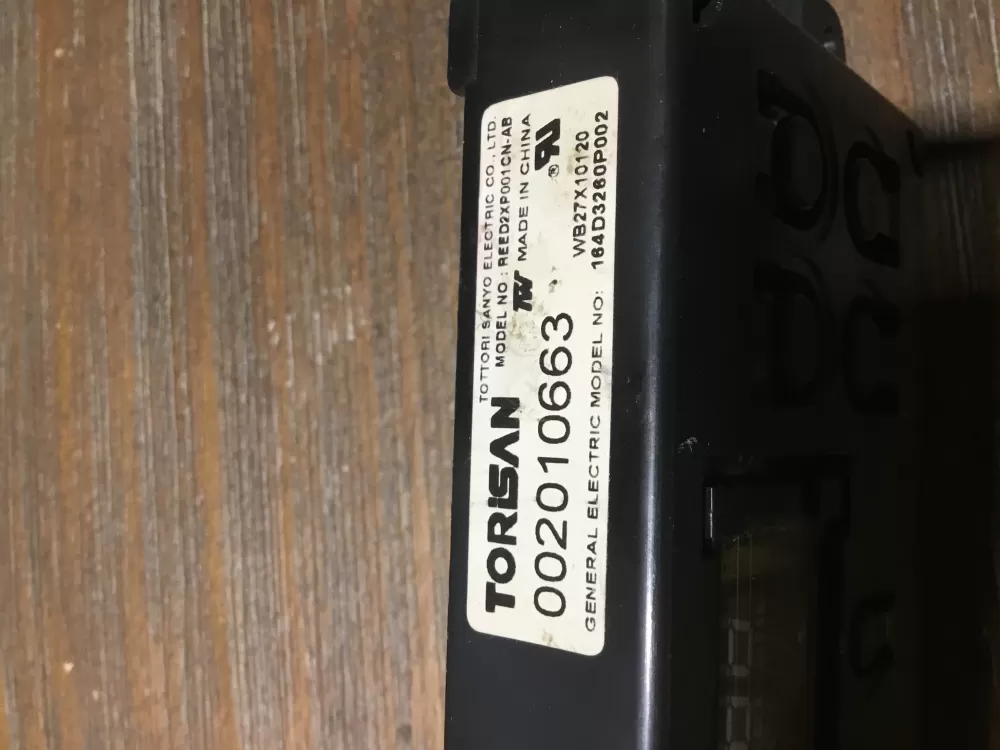 TORISAN
TOTTORI SANYO ELECTRIC CO., LTD.
MODEL NO.: REED2XP001CN-AB
MADE IN CHINA
002010663
WB27X10120
GENERAL ELECTRIC MODEL NO: 164D3260P002